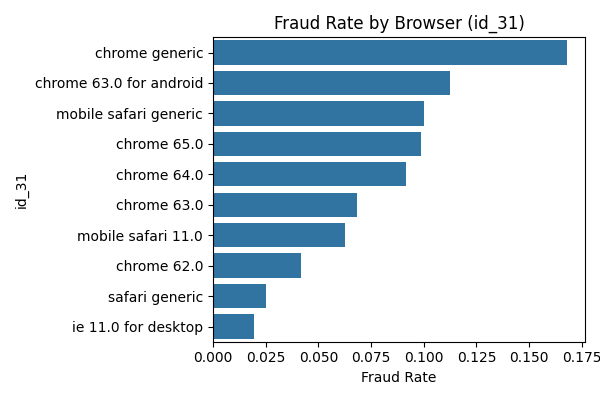 Fraud Rate by Browser (id_31)
chrome generic
chrome 63.0 for android
mobile safari generic
chrome 65.0
chrome 64.0
chrome 63.0
mobile safari 11.0
chrome 62.0
safari generic
ie 11.0 for desktop
id_31
0.000 0.025 0.050 0.075 0.100 0.125 0.150 0.175
Fraud Rate